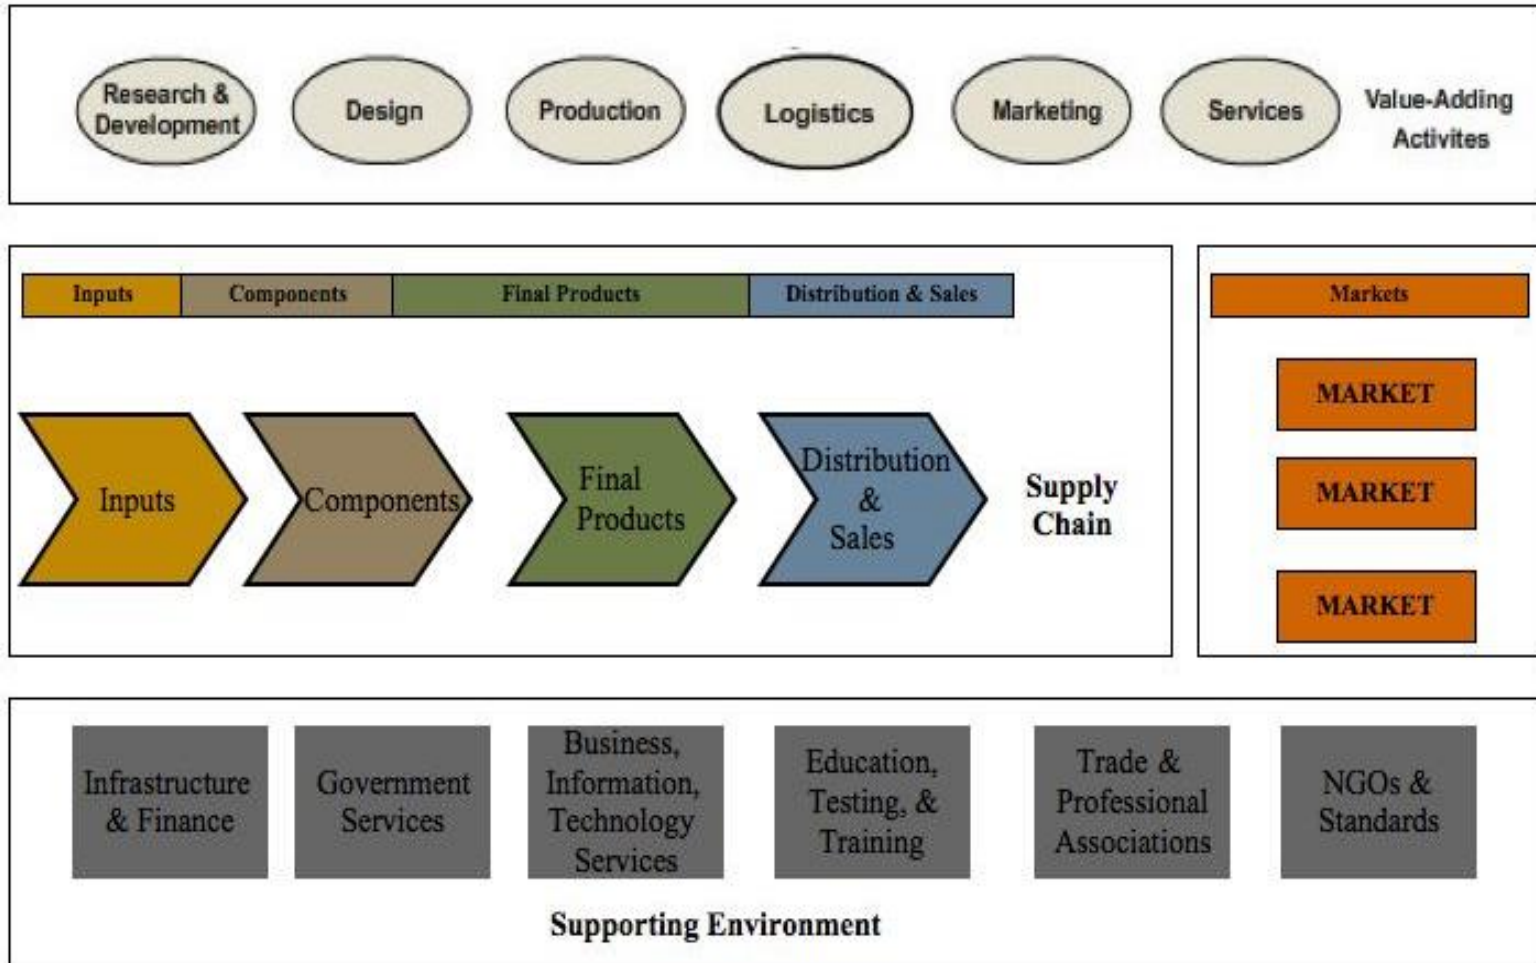 Research &
Development
Design
Production
Logistics
Marketing
Services
Value-Adding
Activites
Inputs
Components
Final Products
Distribution & Sales
Markets
Inputs
Components
Final
Products
Distribution
&
Sales
Supply
Chain
MARKET
MARKET
MARKET
Infrastructure
& Finance
Government
Services
Business,
Information,
Technology
Services
Education,
Testing, &
Training
Trade &
Professional
Associations
NGOs &
Standards
Supporting Environment